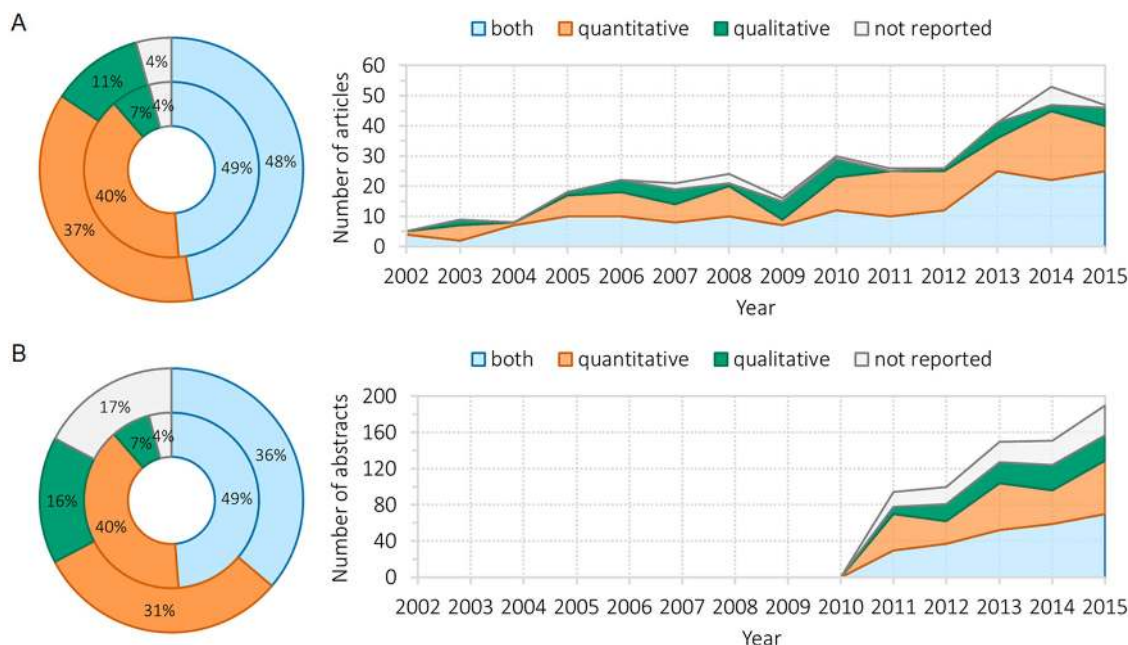 A
both quantitative qualitative not reported
4%
11%
4%
7%
49%
48%
40%
37%
Number of articles
60
50
40
30
20
10
0
2002 2003 2004 2005 2006 2007 2008 2009 2010 2011 2012 2013 2014 2015
Year
B
both quantitative qualitative not reported
17%
7%
4%
36%
49%
16%
40%
31%
Number of abstracts
200
160
120
80
40
0
2002 2003 2004 2005 2006 2007 2008 2009 2010 2011 2012 2013 2014 2015
Year